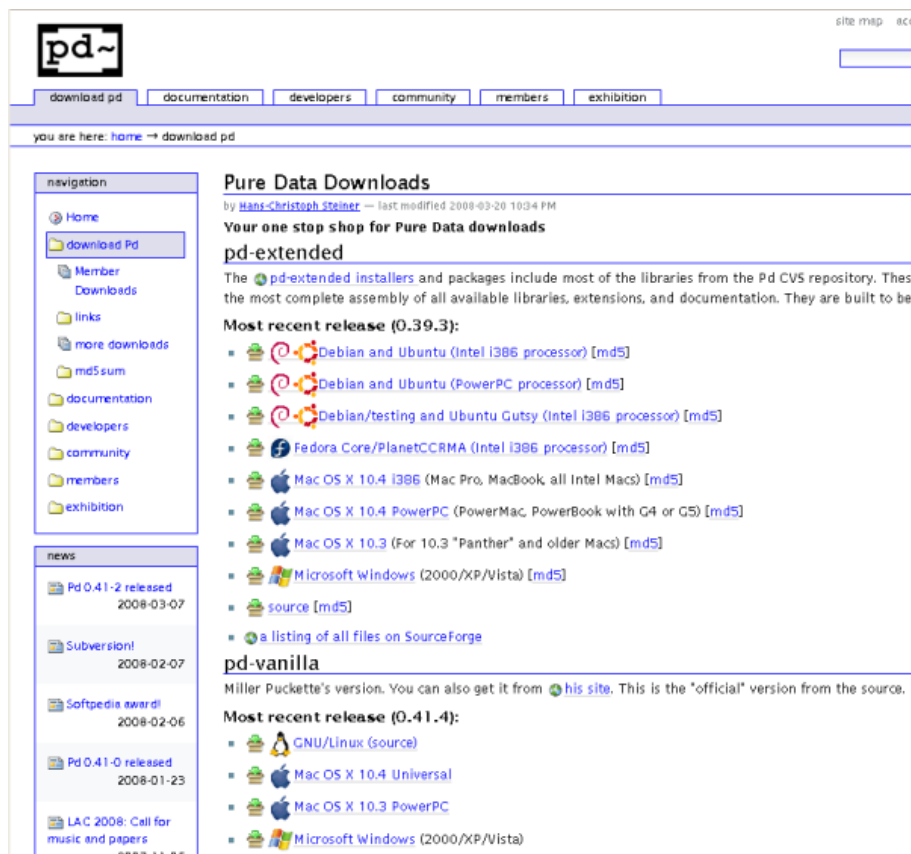 site map
pd~
download pd documentation developers community members exhibition
you are here: home → download pd
navigation
Home
download Pd
Member
Downloads
links
more downloads
md5sum
documentation
developers
community
members
exhibition
news
Pd 0.41-2 released
2008-03-07
Subversion!
2008-02-07
Softpedia award!
2008-02-06
Pd 0.41-0 released
2008-01-23
LAC 2008: Call for
music and papers
Pure Data Downloads
by Hans-Christoph Steiner — last modified 2008-03-20 10:34 PM
Your one stop shop for Pure Data downloads
pd-extended
The pd-extended installers and packages include most of the libraries from the Pd CVS repository. Thes
the most complete assembly of all available libraries, extensions, and documentation. They are built to be
Most recent release (0.39.3):
Debian and Ubuntu (Intel i386 processor) [md5]
Debian and Ubuntu (PowerPC processor) [md5]
Debian/testing and Ubuntu Gutsy (Intel i386 processor) [md5]
Fedora Core/PlanetCCRMA (Intel i386 processor) [md5]
Mac OS X 10.4 i386 (Mac Pro, MacBook, all Intel Macs) [md5]
Mac OS X 10.4 PowerPC (PowerMac, PowerBook with G4 or G5) [md5]
Mac OS X 10.3 (For 10.3 "Panther" and older Macs) [md5]
Microsoft Windows (2000/XP/Vista) [md5]
source [md5]
a listing of all files on SourceForge
pd-vanilla
Miller Puckette's version. You can also get it from his site. This is the "official" version from the source.
Most recent release (0.41.4):
GNU/Linux (source)
Mac OS X 10.4 Universal
Mac OS X 10.3 PowerPC
Microsoft Windows (2000/XP/Vista)